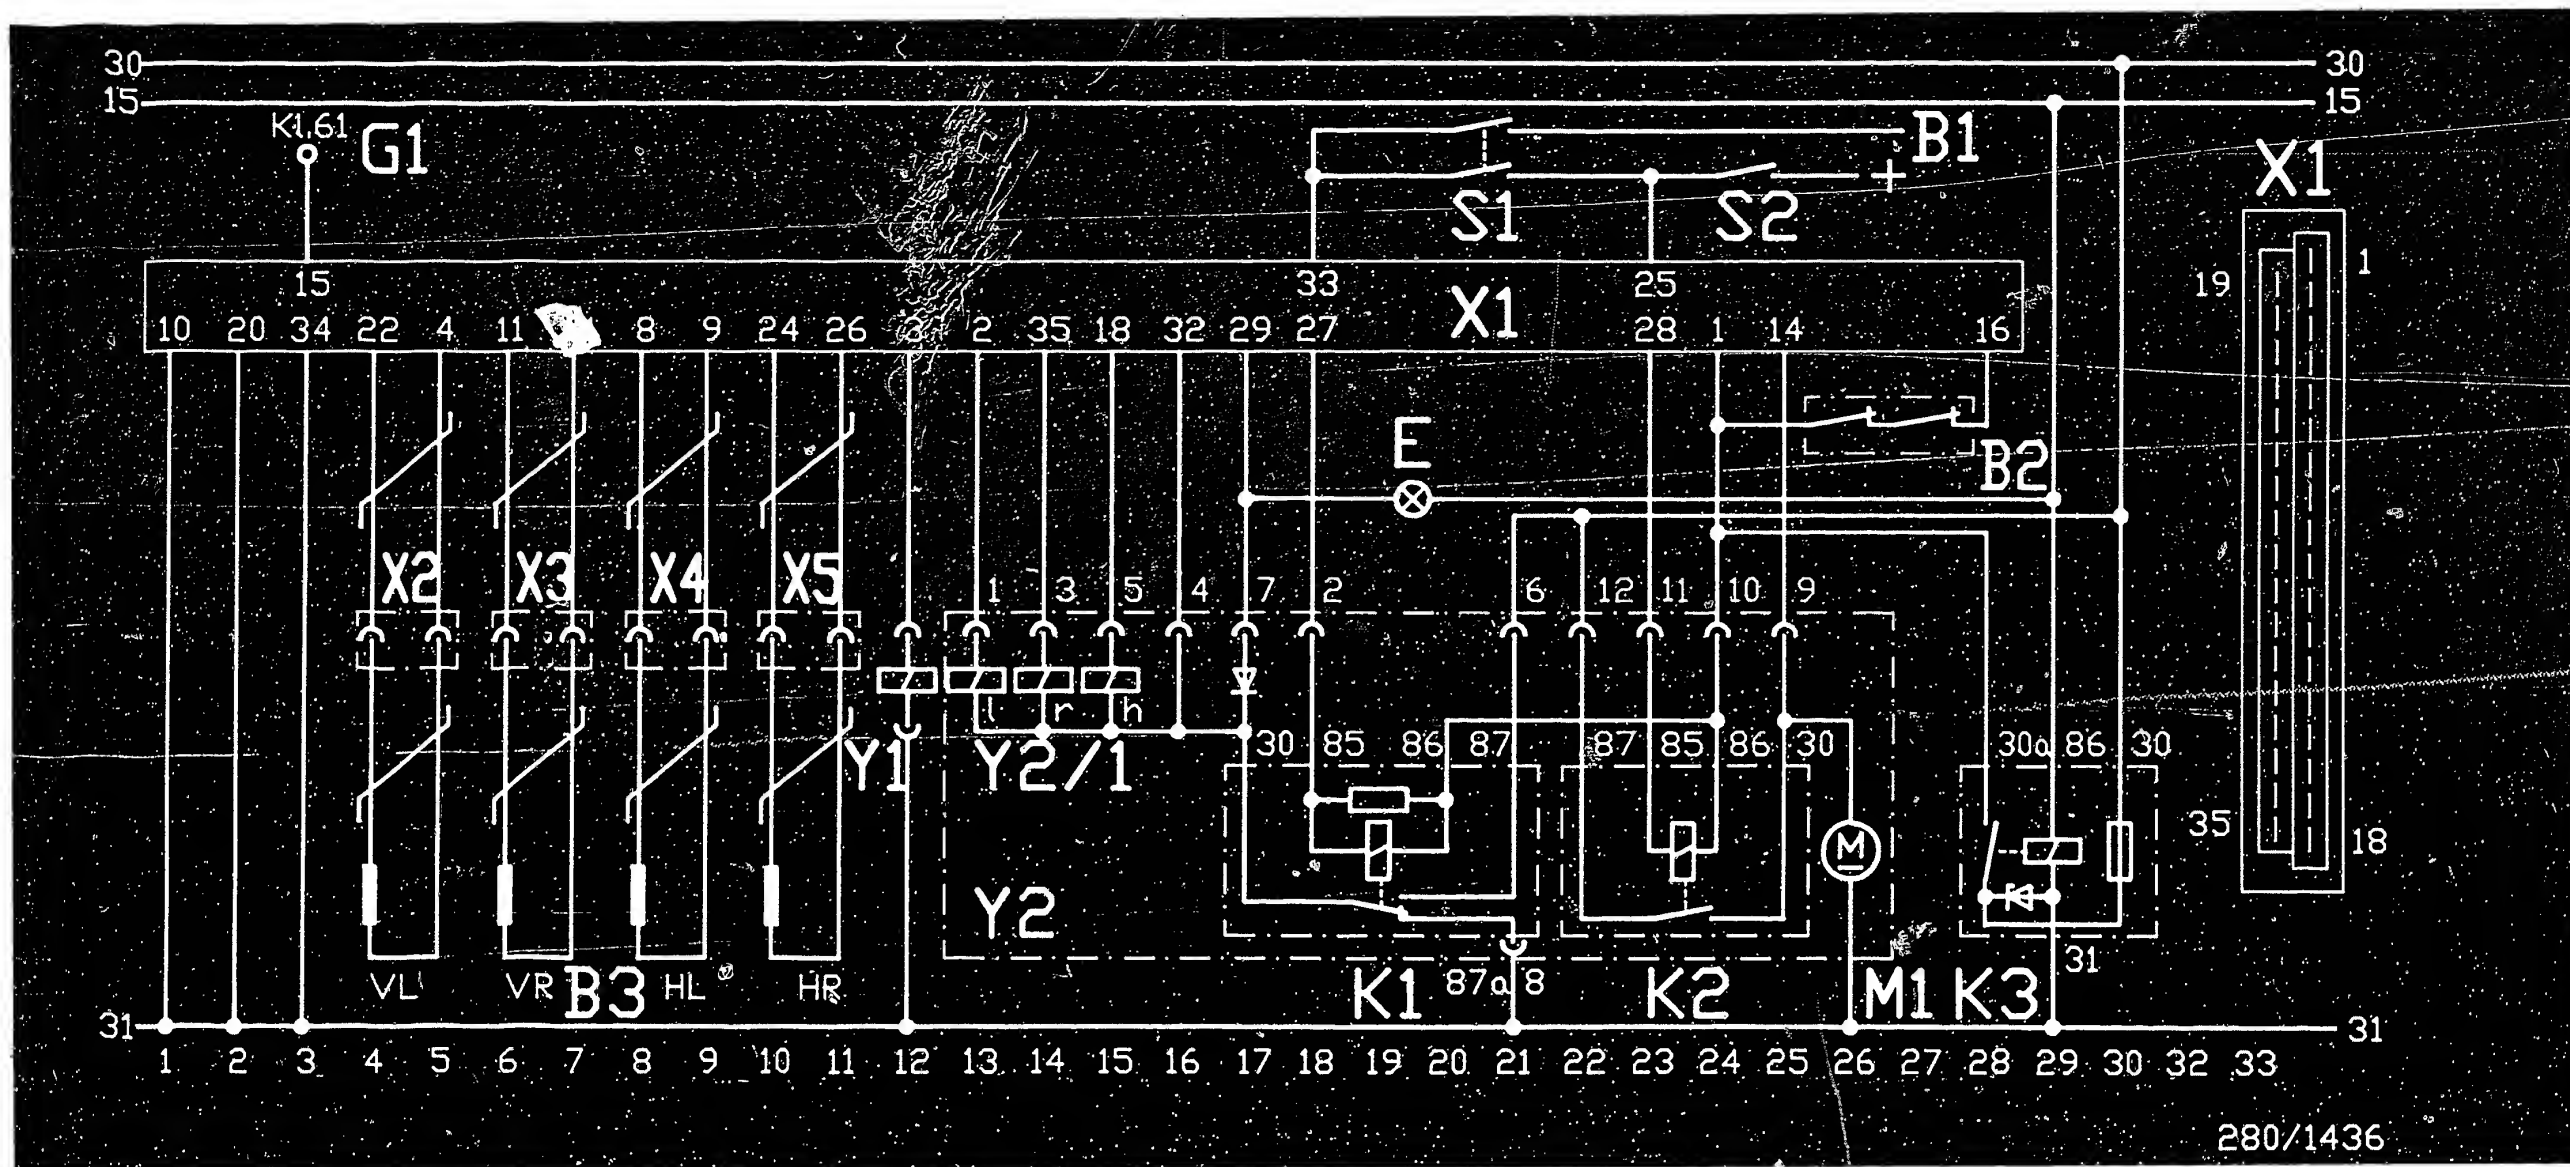 30 30
15 15
Kl.61 G1 B1
X1
S1 S2
15 33 25 19 1
10 20 34 22 4 11 8 9 24 26 3 2 35 18 32 29 27 X1 28 1 14 16
E B2
X2 X3 X4 X5 1 3 5 4 7 2 6 12 11 10 9
l r h
Y1 Y2/1 30 85 86 87 87 85 86 30 30a 86 30
35 18
M
Y2
31
VL VR B3 HL HR K1 87a 8 K2 M1 K3
31 31
1 2 3 4 5 6 7 8 9 10 11 12 13 14 15 16 17 18 19 20 21 22 23 24 25 26 27 28 29 30 32 33
280/1436